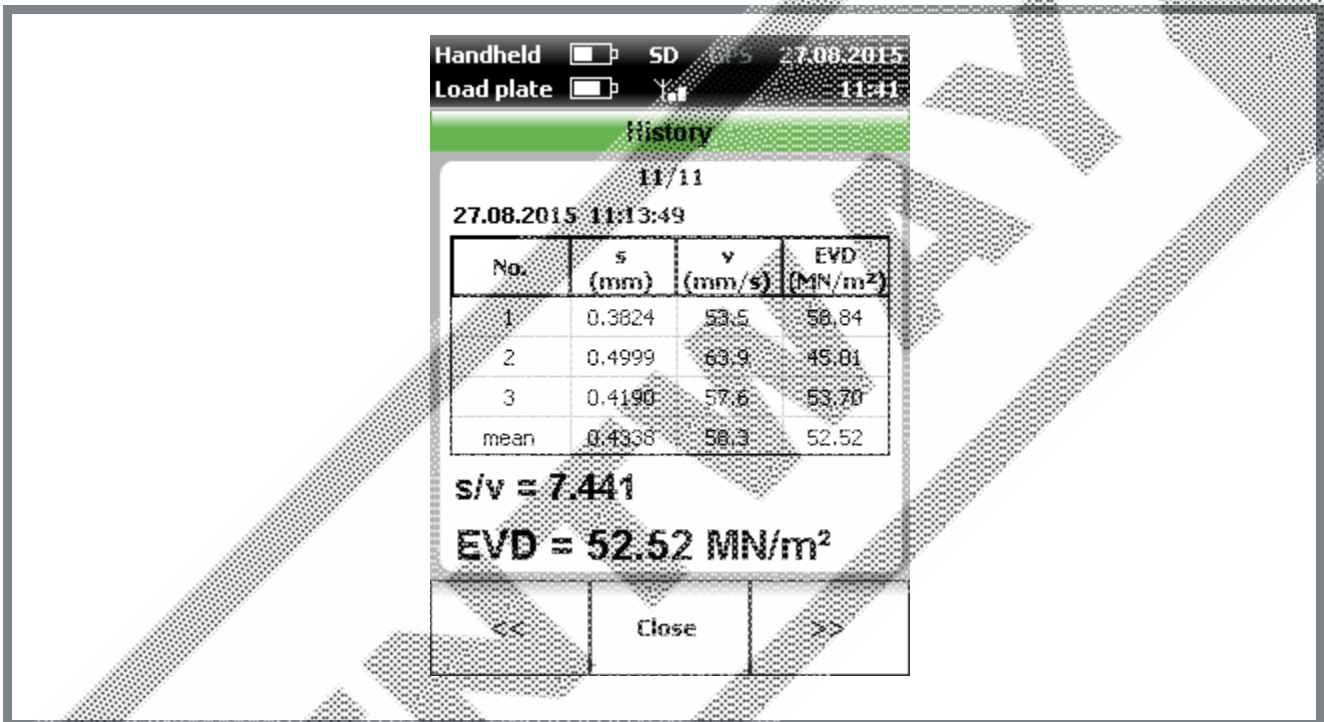 Handheld SD GPS 27.08.2015
Load plate 11:41
History
11/11
27.08.2015 11:13:49
No. s (mm) v (mm/s) EVD (MN/m²)
1 0.3824 53.5 58.84
2 0.4999 63.9 45.01
3 0.4190 57.6 53.70
mean 0.4338 58.3 52.52
s/v = 7.441
EVD = 52.52 MN/m²
<< Close >>